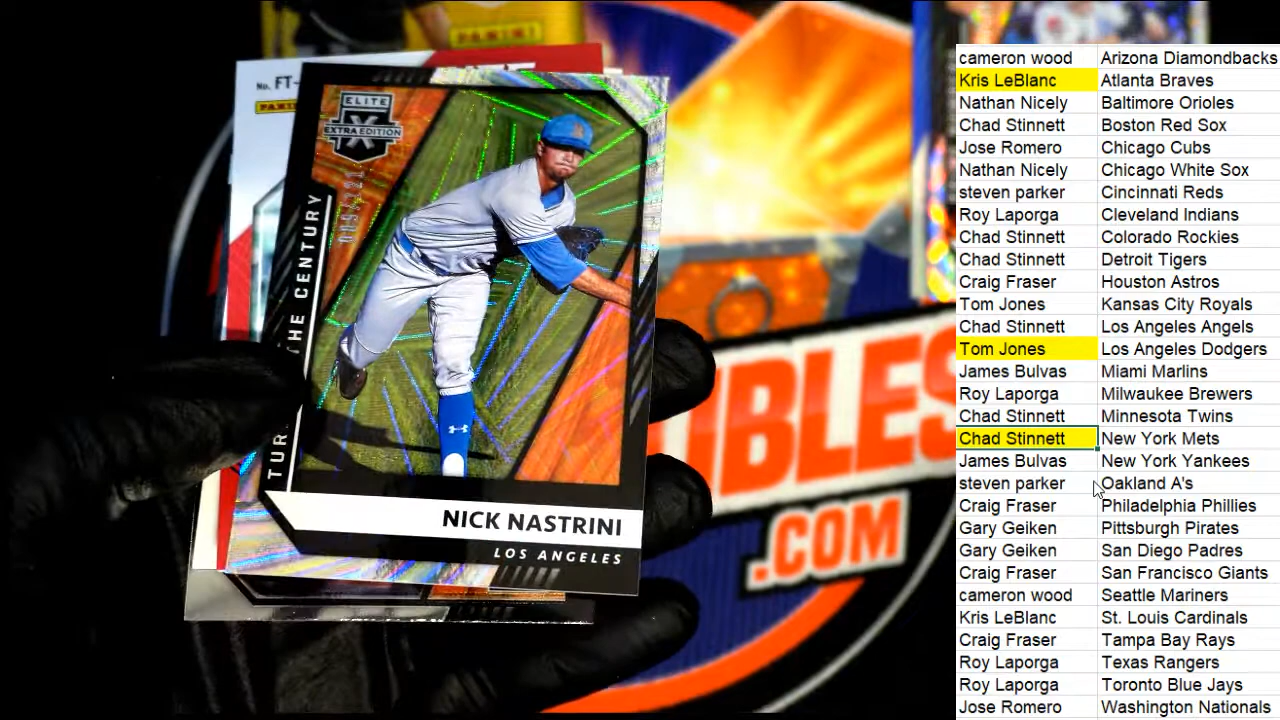 PANINI
No. FT-
PANINI
ELITE
X
EXTRA EDITION
THE CENTURY
NICK NASTRINI
LOS ANGELES
IBLES
.COM
cameron wood Arizona Diamondbacks
Kris LeBlanc Atlanta Braves
Nathan Nicely Baltimore Orioles
Chad Stinnett Boston Red Sox
Jose Romero Chicago Cubs
Nathan Nicely Chicago White Sox
steven parker Cincinnati Reds
Roy Laporga Cleveland Indians
Chad Stinnett Colorado Rockies
Chad Stinnett Detroit Tigers
Craig Fraser Houston Astros
Tom Jones Kansas City Royals
Chad Stinnett Los Angeles Angels
Tom Jones Los Angeles Dodgers
James Bulvas Miami Marlins
Roy Laporga Milwaukee Brewers
Chad Stinnett Minnesota Twins
Chad Stinnett New York Mets
James Bulvas New York Yankees
steven parker Oakland A's
Craig Fraser Philadelphia Phillies
Gary Geiken Pittsburgh Pirates
Gary Geiken San Diego Padres
Craig Fraser San Francisco Giants
cameron wood Seattle Mariners
Kris LeBlanc St. Louis Cardinals
Craig Fraser Tampa Bay Rays
Roy Laporga Texas Rangers
Roy Laporga Toronto Blue Jays
Jose Romero Washington Nationals